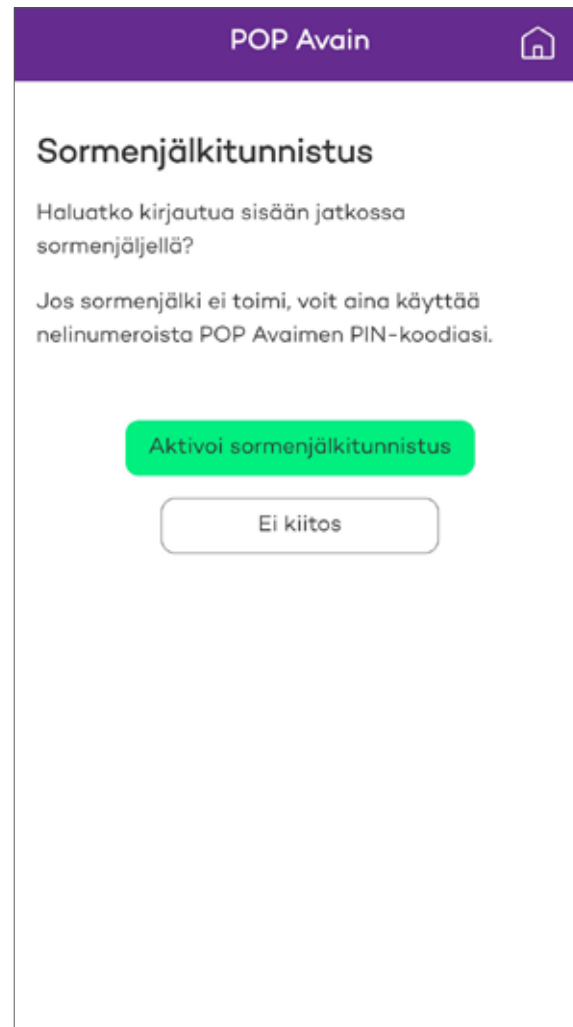 POP Avain
Sormenjälkitunnistus
Haluatko kirjautua sisään jatkossa
sormenjäljellä?
Jos sormenjälki ei toimi, voit aina käyttää
nelinumeroista POP Avaimen PIN-koodiasi.
Aktivoi sormenjälkitunnistus
Ei kiitos